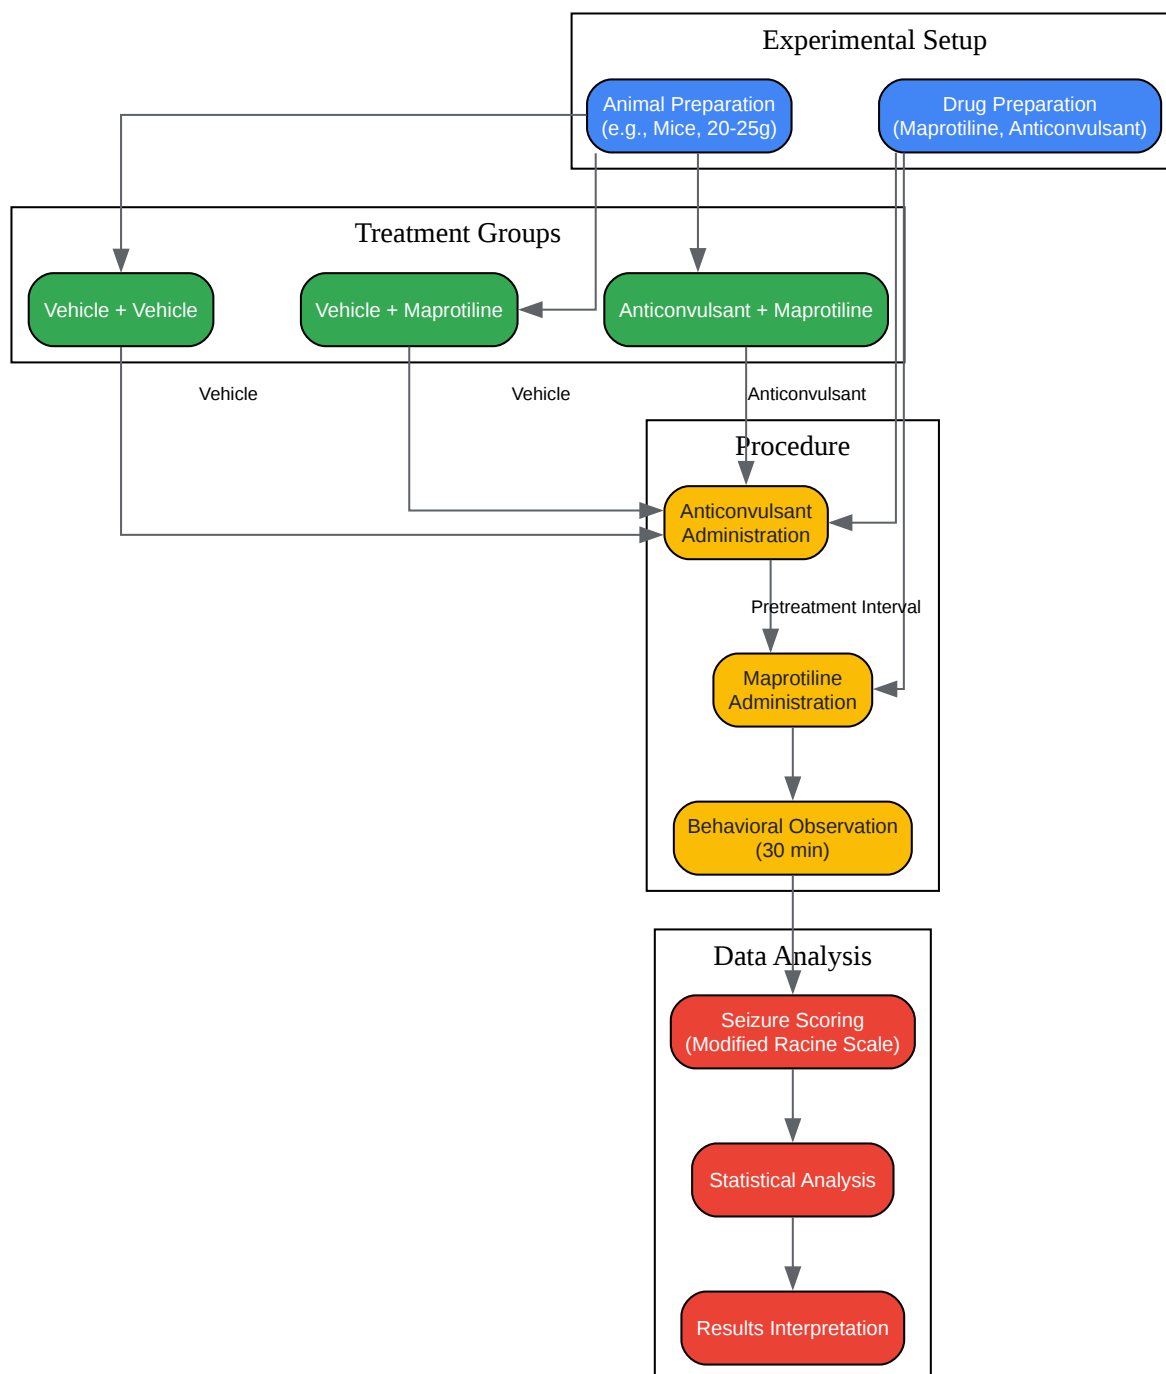 Experimental Setup
Animal Preparation
(e.g., Mice, 20-25g)
Drug Preparation
(Maprotiline, Anticonvulsant)
Treatment Groups
Vehicle + Vehicle
Vehicle + Maprotiline
Anticonvulsant + Maprotiline
Vehicle
Vehicle
Anticonvulsant
Procedure
Anticonvulsant
Administration
Pretreatment Interval
Maprotiline
Administration
Behavioral Observation
(30 min)
Data Analysis
Seizure Scoring
(Modified Racine Scale)
Statistical Analysis
Results Interpretation